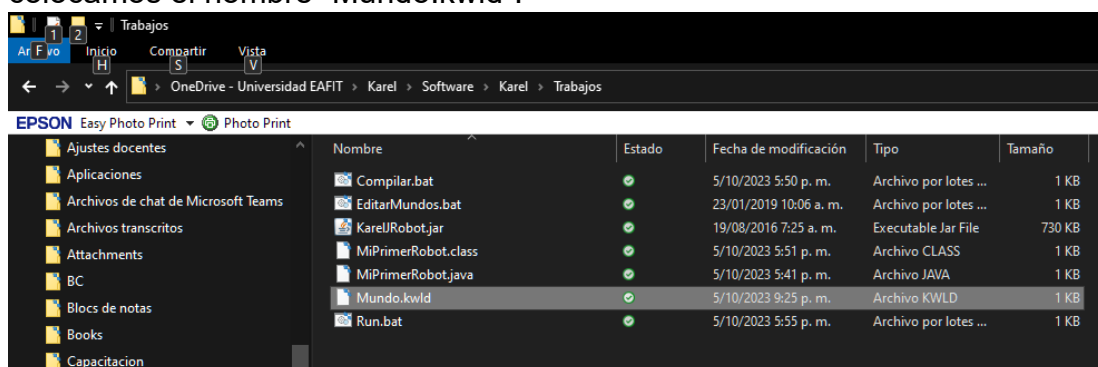 colocamos el nombre "Mundo.kwld".
1 2 Trabajos
Ar F vo Inicio Compartir Vista
H S V
OneDrive - Universidad EAFIT > Karel > Software > Karel > Trabajos
EPSON Easy Photo Print Photo Print
Ajustes docentes
Aplicaciones
Archivos de chat de Microsoft Teams
Archivos transcritos
Attachments
BC
Blocs de notas
Books
Capacitacion
Nombre Estado Fecha de modificación Tipo Tamaño
Compilar.bat 5/10/2023 5:50 p. m. Archivo por lotes ... 1 KB
EditarMundos.bat 23/01/2019 10:06 a. m. Archivo por lotes ... 1 KB
KarelJRobot.jar 19/08/2016 7:25 a. m. Executable Jar File 730 KB
MiPrimerRobot.class 5/10/2023 5:51 p. m. Archivo CLASS 1 KB
MiPrimerRobot.java 5/10/2023 5:41 p. m. Archivo JAVA 1 KB
Mundo.kwld 5/10/2023 9:25 p. m. Archivo KWLD 1 KB
Run.bat 5/10/2023 5:55 p. m. Archivo por lotes ... 1 KB